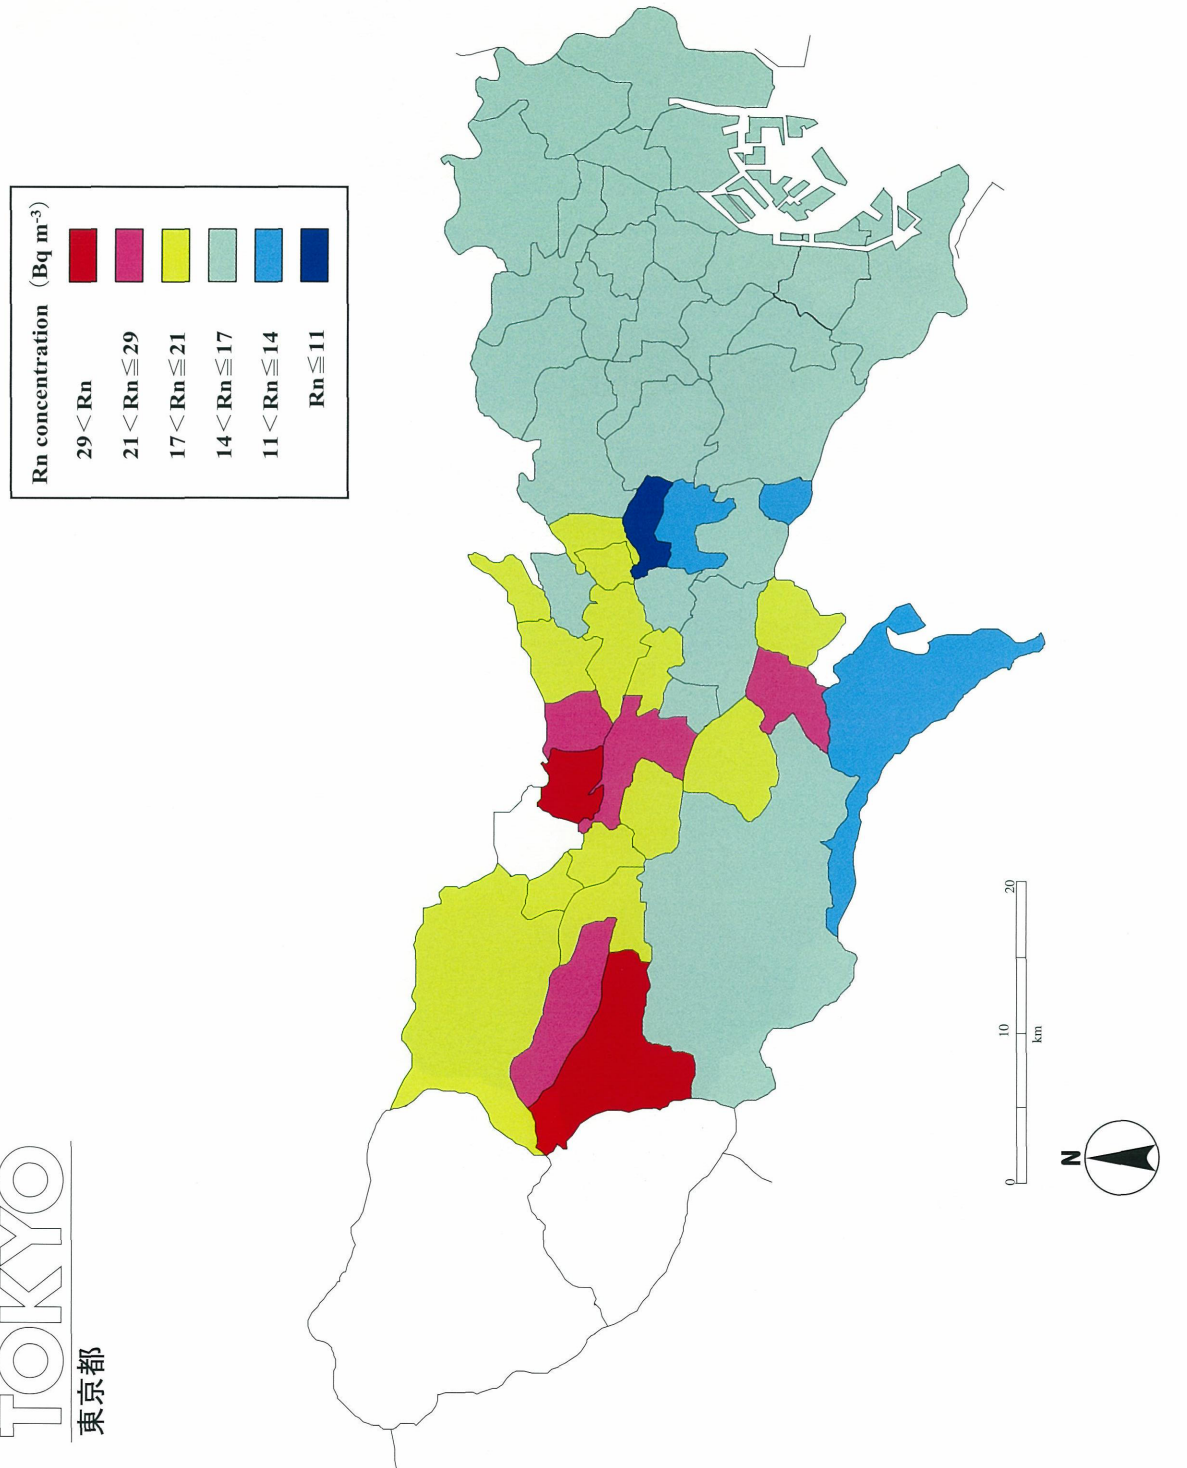 TOKYO
東京都
Rn concentration (Bq m⁻³)
29<Rn
21<Rn≦29
17<Rn≦21
14<Rn≦17
11<Rn≦14
Rn≦11
0 10 20
km
N